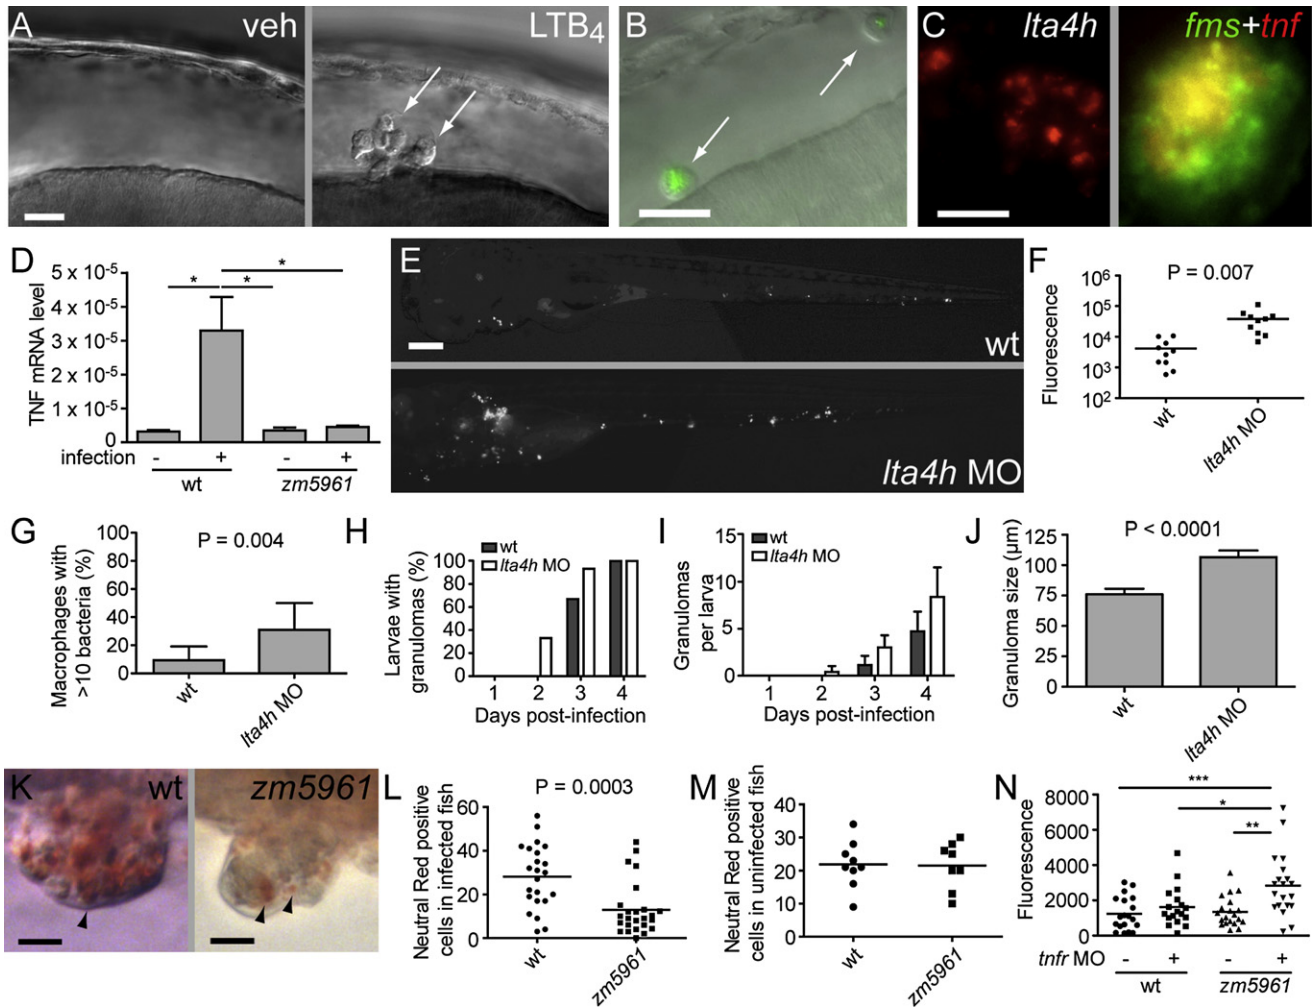 A veh LTB4
B
C lta4h fms+tnf
D
TNF mRNA level
5 x 10-5
4 x 10-5
3 x 10-5
2 x 10-5
1 x 10-5
0
infection - + - +
wt zm5961
E wt
lta4h MO
F
P = 0.007
Fluorescence
10^6
10^5
10^4
10^3
10^2
wt lta4h MO
G
P = 0.004
Macrophages with
>10 bacteria (%)
100
80
60
40
20
0
wt lta4h MO
H
wt
lta4h MO
Larvae with
granulomas (%)
100
80
60
40
20
0
1 2 3 4
Days post-infection
I
wt
lta4h MO
Granulomas
per larva
15
10
5
0
1 2 3 4
Days post-infection
J
P < 0.0001
Granuloma size (µm)
125
100
75
50
25
0
wt lta4h MO
K wt zm5961
L
P = 0.0003
Neutral Red positive
cells in infected fish
60
40
20
0
wt zm5961
M
Neutral Red positive
cells in uninfected fish
40
30
20
10
0
wt zm5961
N
***
*
**
Fluorescence
8000
6000
4000
2000
0
tnfr MO - + - +
wt zm5961